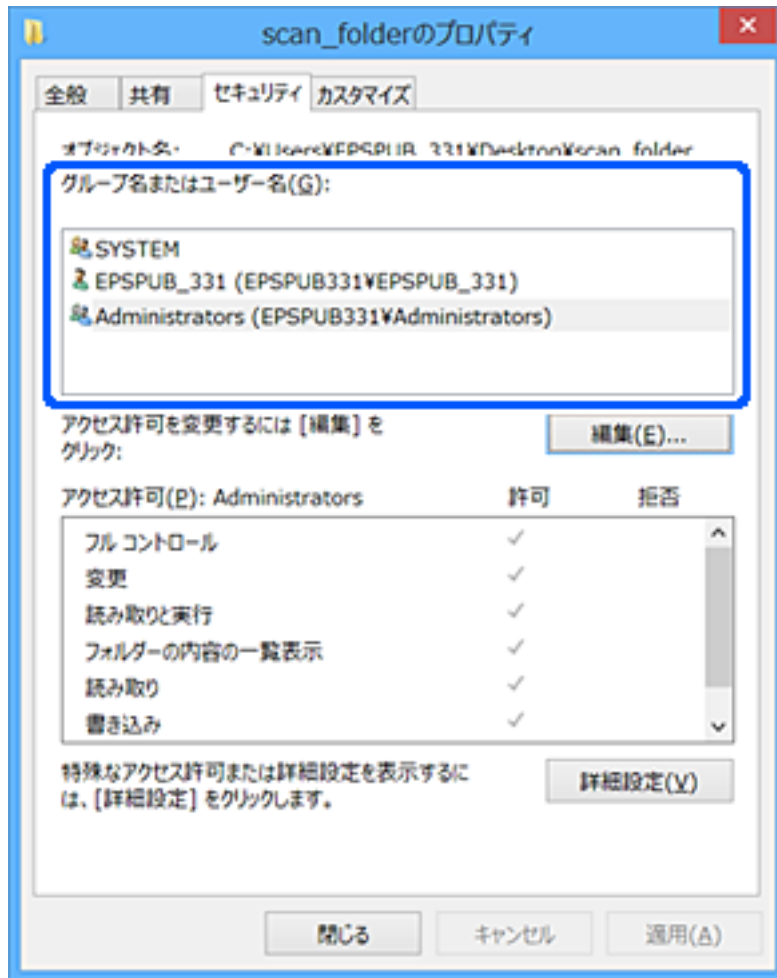 scan_folderのプロパティ
全般 共有 セキュリティ カスタマイズ
オブジェクト名: C:¥Users¥EPSPUB_331¥Desktop¥scan_folder
グループ名またはユーザー名(G):
SYSTEM
EPSPUB_331 (EPSPUB331¥EPSPUB_331)
Administrators (EPSPUB331¥Administrators)
アクセス許可を変更するには [編集] を
クリック:
編集(E)...
アクセス許可(P): Administrators 許可 拒否
フル コントロール
変更
読み取りと実行
フォルダーの内容の一覧表示
読み取り
書き込み
特殊なアクセス許可または詳細設定を表示するに
は、[詳細設定] をクリックします。
詳細設定(V)
閉じる キャンセル 適用(A)